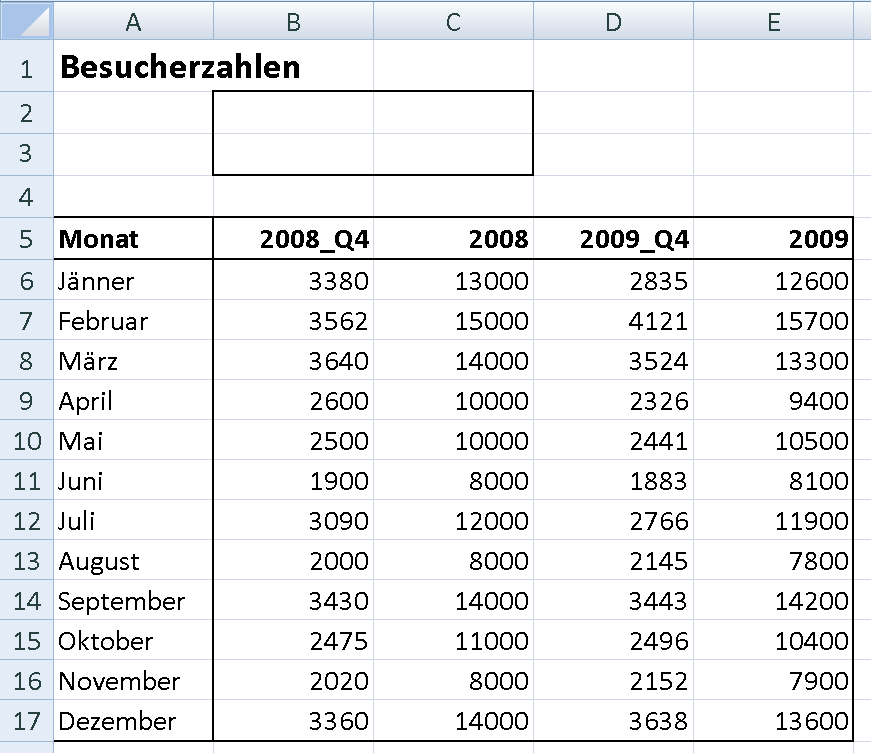 A B C D E
1 Besucherzahlen
2
3
4
5 Monat 2008_Q4 2008 2009_Q4 2009
6 Jänner 3380 13000 2835 12600
7 Februar 3562 15000 4121 15700
8 März 3640 14000 3524 13300
9 April 2600 10000 2326 9400
10 Mai 2500 10000 2441 10500
11 Juni 1900 8000 1883 8100
12 Juli 3090 12000 2766 11900
13 August 2000 8000 2145 7800
14 September 3430 14000 3443 14200
15 Oktober 2475 11000 2496 10400
16 November 2020 8000 2152 7900
17 Dezember 3360 14000 3638 13600